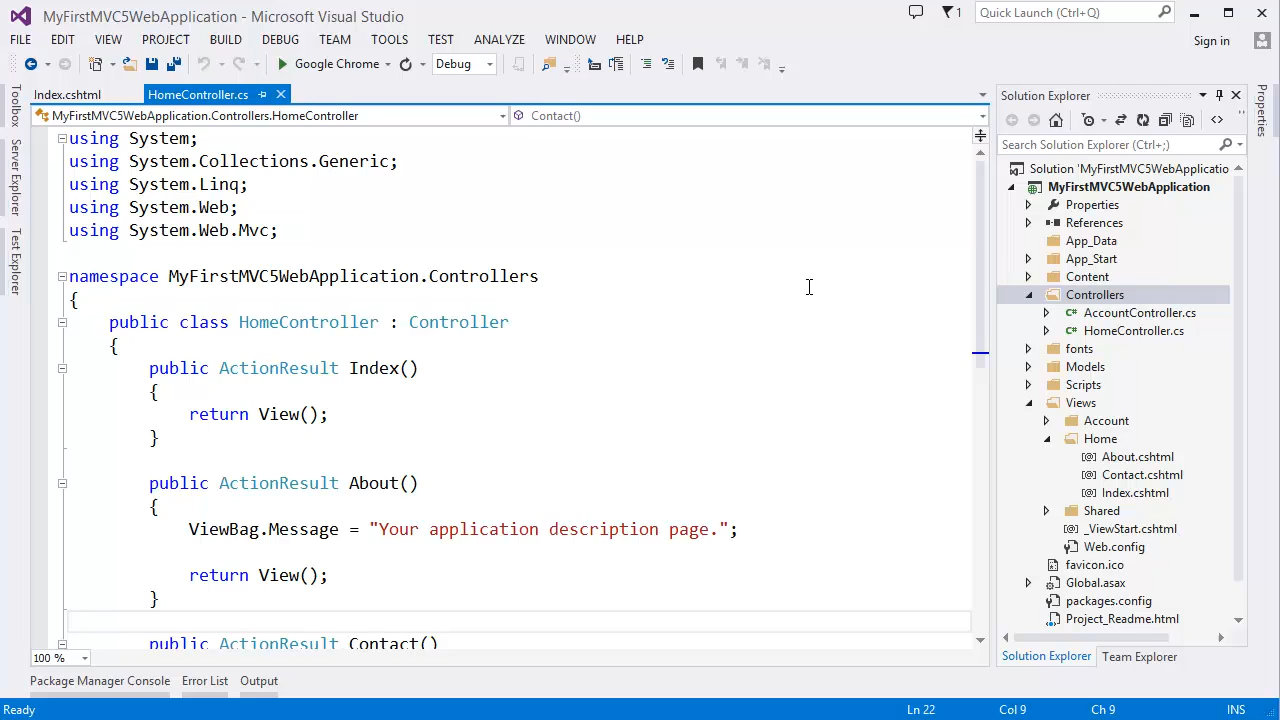 MyFirstMVC5WebApplication - Microsoft Visual Studio
1
Quick Launch (Ctrl+Q)
FILE EDIT VIEW PROJECT BUILD DEBUG TEAM TOOLS TEST ANALYZE WINDOW HELP
Sign in
Google Chrome
Debug
Toolbox
Server Explorer
Test Explorer
Index.cshtml
HomeController.cs
MyFirstMVC5WebApplication.Controllers.HomeController
Contact()
using System;
using System.Collections.Generic;
using System.Linq;
using System.Web;
using System.Web.Mvc;
namespace MyFirstMVC5WebApplication.Controllers
{
public class HomeController : Controller
{
public ActionResult Index()
{
return View();
}
public ActionResult About()
{
ViewBag.Message = "Your application description page.";
return View();
}
public ActionResult Contact()
100 %
Solution Explorer
Search Solution Explorer (Ctrl+;)
Solution 'MyFirstMVC5WebApplicatio
MyFirstMVC5WebApplication
Properties
References
App_Data
App_Start
Content
Controllers
AccountController.cs
HomeController.cs
fonts
Models
Scripts
Views
Account
Home
About.cshtml
Contact.cshtml
Index.cshtml
Shared
_ViewStart.cshtml
Web.config
favicon.ico
Global.asax
packages.config
Project_Readme.html
Solution Explorer
Team Explorer
Properties
Package Manager Console
Error List
Output
Ready
Ln 22
Col 9
Ch 9
INS